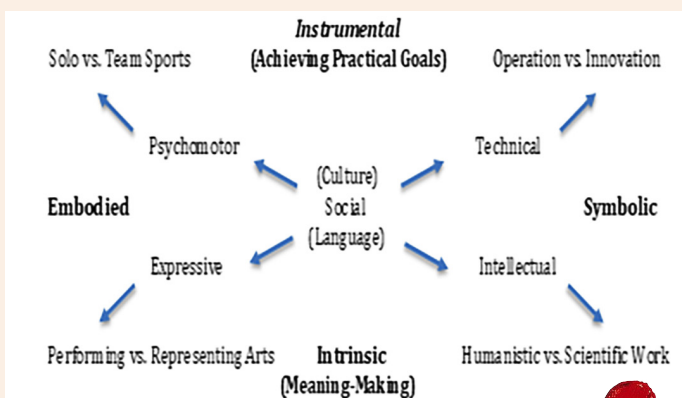 Instrumental
Solo vs. Team Sports (Achieving Practical Goals) Operation vs. Innovation
Psychomotor Technical
(Culture)
Embodied Social Symbolic
(Language)
Expressive Intellectual
Performing vs. Representing Arts Intrinsic Humanistic vs. Scientific Work
(Meaning-Making)